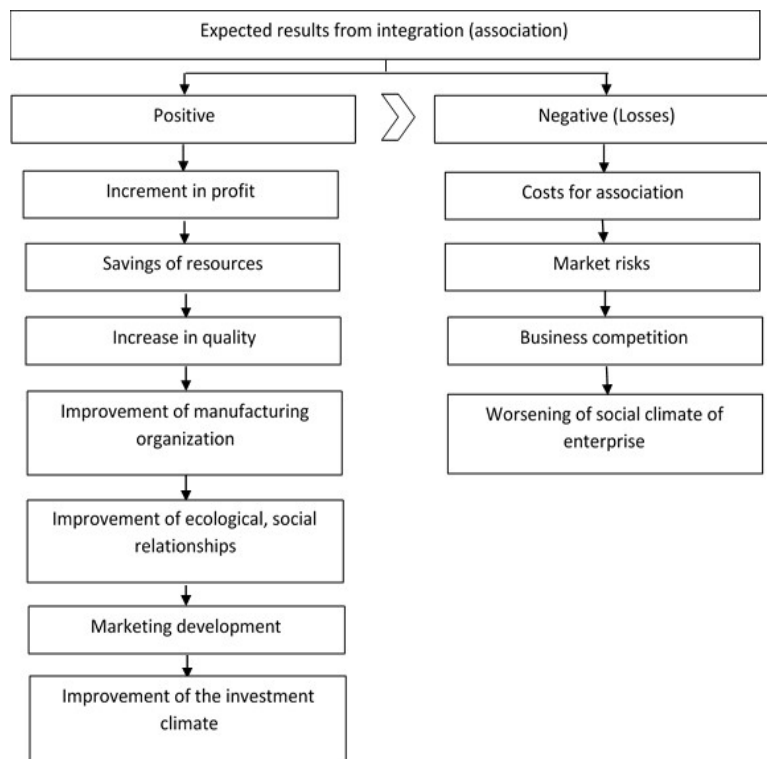 Expected results from integration (association)
Positive
Negative (Losses)
Increment in profit
Costs for association
Savings of resources
Market risks
Increase in quality
Business competition
Improvement of manufacturing
organization
Worsening of social climate of
enterprise
Improvement of ecological, social
relationships
Marketing development
Improvement of the investment
climate